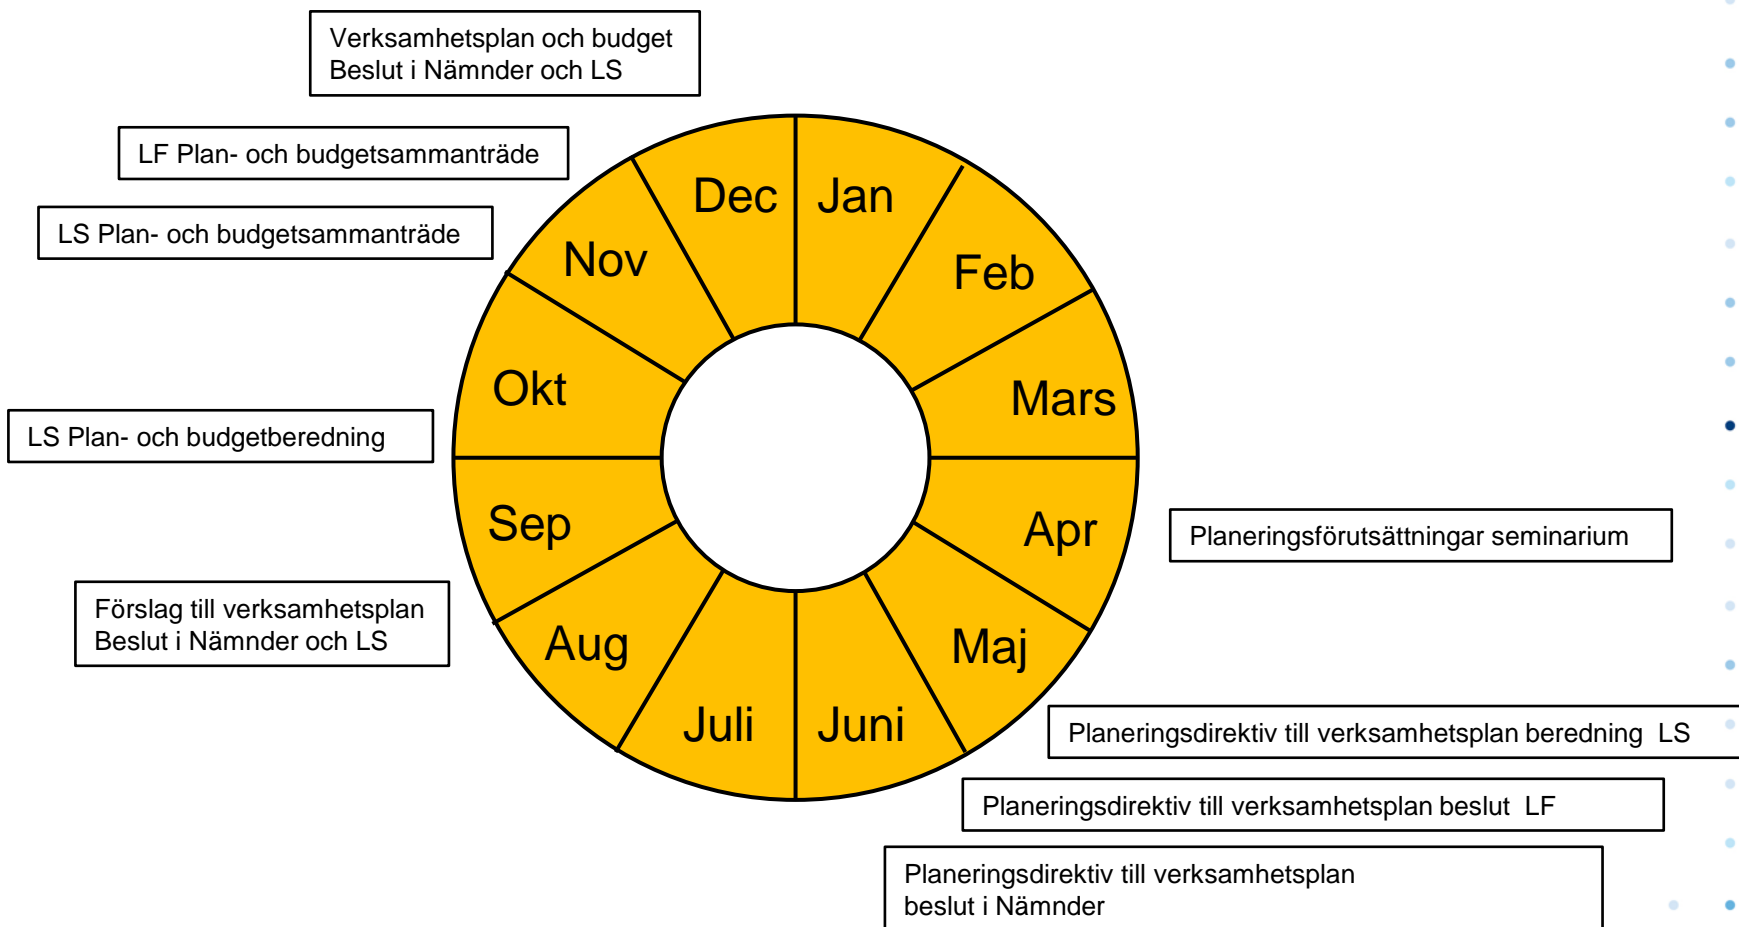 Verksamhetsplan och budget
Beslut i Nämnder och LS
LF Plan- och budgetsammanträde
LS Plan- och budgetsammanträde
LS Plan- och budgetberedning
Förslag till verksamhetsplan
Beslut i Nämnder och LS
Dec
Jan
Nov
Feb
Okt
Mars
Sep
Apr
Aug
Maj
Juli
Juni
Planeringsförutsättningar seminarium
Planeringsdirektiv till verksamhetsplan beredning LS
Planeringsdirektiv till verksamhetsplan beslut LF
Planeringsdirektiv till verksamhetsplan
beslut i Nämnder